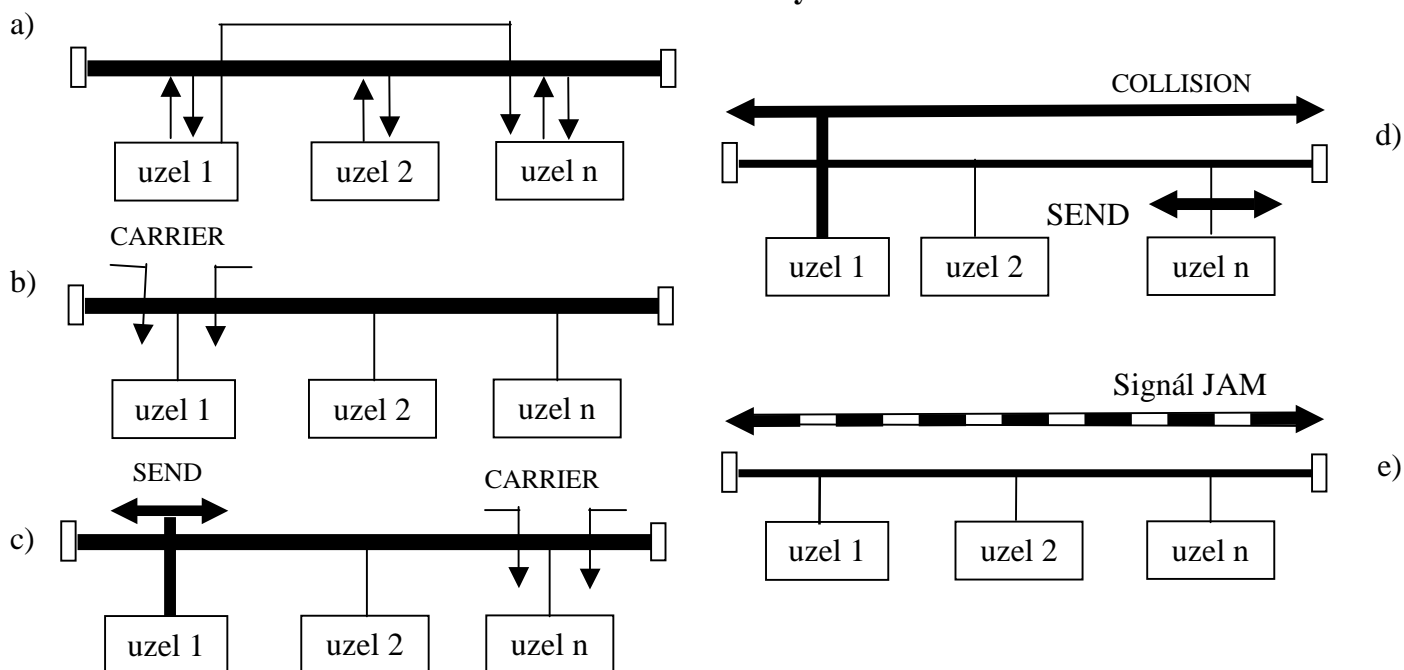 a)
uzel 1
uzel 2
uzel n
CARRIER
b)
uzel 1
uzel 2
uzel n
SEND
CARRIER
c)
uzel 1
uzel 2
uzel n
COLLISION
d)
SEND
uzel 1
uzel 2
uzel n
Signál JAM
e)
uzel 1
uzel 2
uzel n